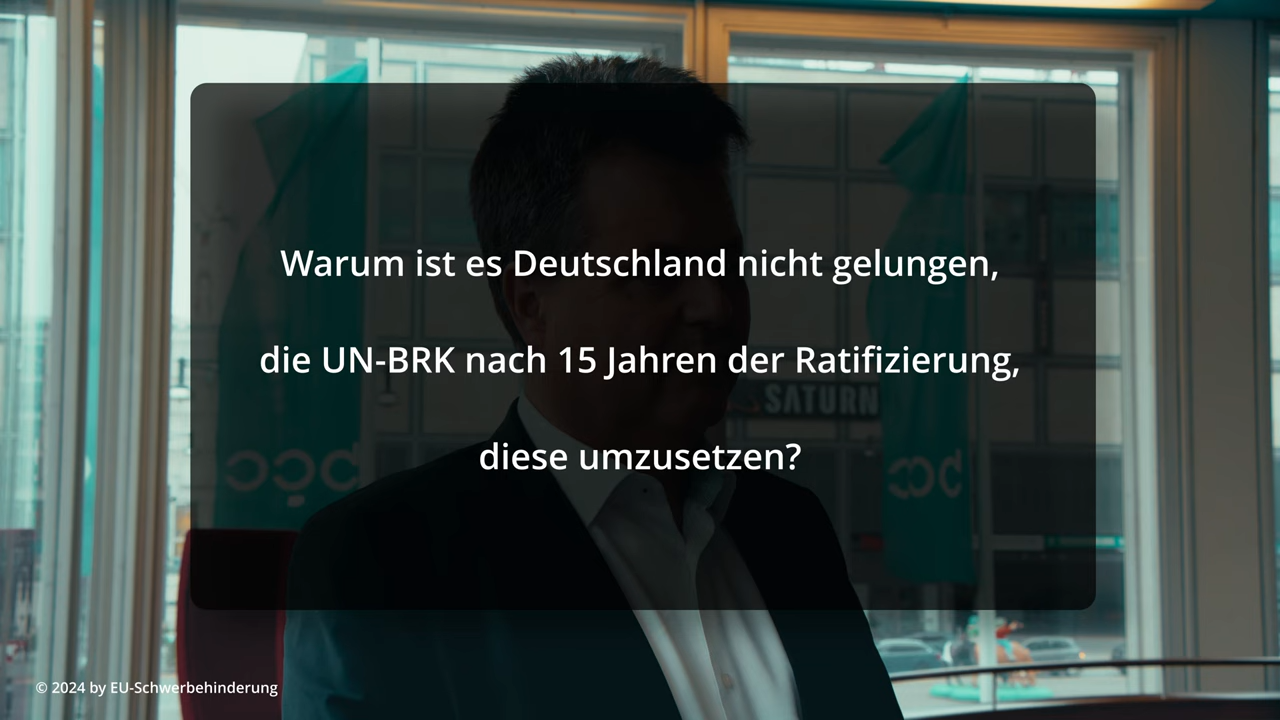 Warum ist es Deutschland nicht gelungen,
die UN-BRK nach 15 Jahren der Ratifizierung,
diese umzusetzen?
SATURN
© 2024 by EU-Schwerbehinderung